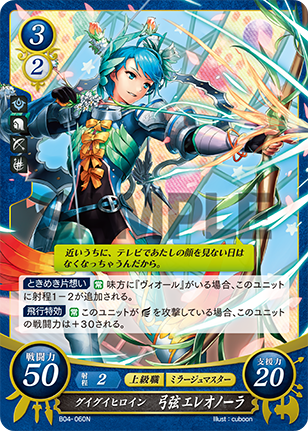 3
2
SAMPLE
近いうちに、テレビであたしの顔を見ない日は
なくなっちゃうんだから。
ときめき片想い 常 味方に『ヴィオール』がいる場合、このユニット
に射程1－2が追加される。
飛行特効 常 このユニットが を攻撃している場合、このユニット
の戦闘力は＋30される。
戦闘力 50
射程 2 上級職 ミラージュマスター
支援力 20
グイグイヒロイン 弓弦エレオノーラ
B04-060N
Illust：cuboon